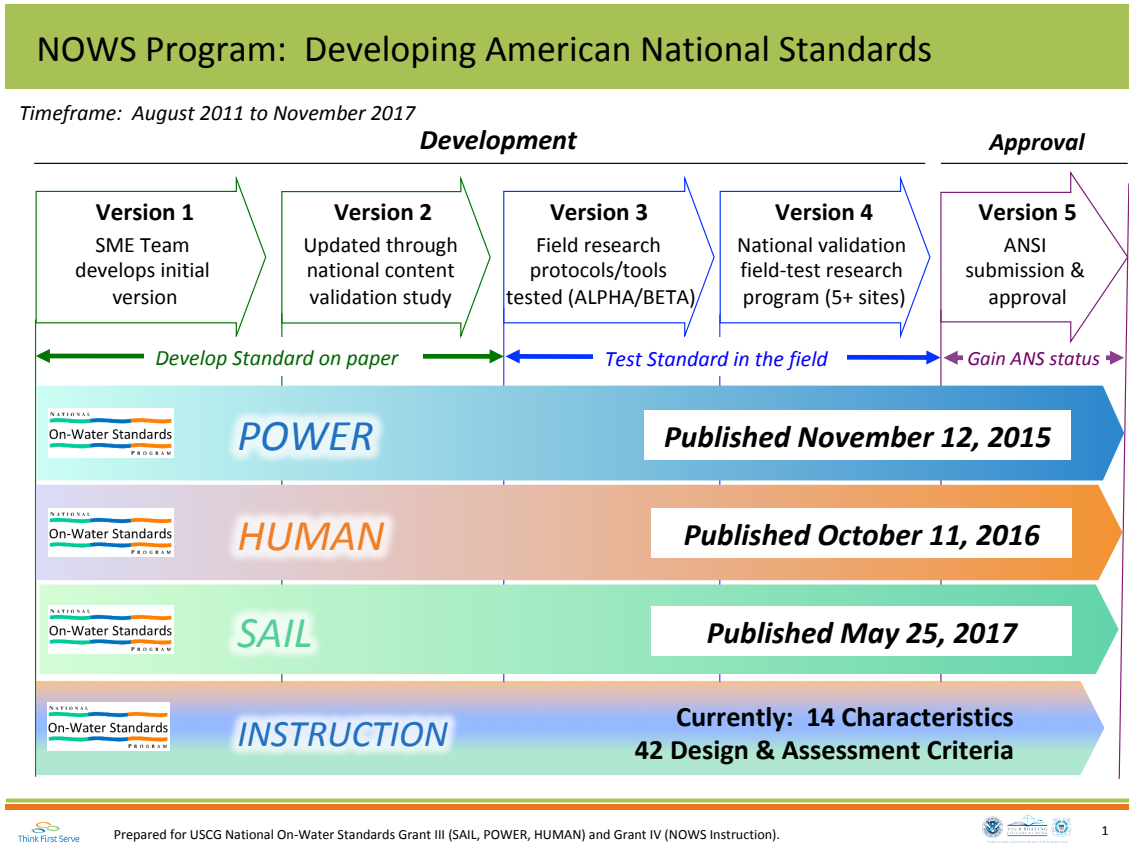 NOWS Program: Developing American National Standards
Timeframe: August 2011 to November 2017
Development
Approval
Version 1
SME Team
develops initial
version
Version 2
Updated through
national content
validation study
Version 3
Field research
protocols/tools
tested (ALPHA/BETA)
Version 4
National validation
field-test research
program (5+ sites)
Version 5
ANSI
submission &
approval
Develop Standard on paper
Test Standard in the field
Gain ANS status
NATIONAL
On-Water Standards
PROGRAM
POWER
Published November 12, 2015
NATIONAL
On-Water Standards
PROGRAM
HUMAN
Published October 11, 2016
NATIONAL
On-Water Standards
PROGRAM
SAIL
Published May 25, 2017
NATIONAL
On-Water Standards
PROGRAM
INSTRUCTION
Currently: 14 Characteristics
42 Design & Assessment Criteria
Think First Serve
Prepared for USCG National On-Water Standards Grant III (SAIL, POWER, HUMAN) and Grant IV (NOWS Instruction).
1